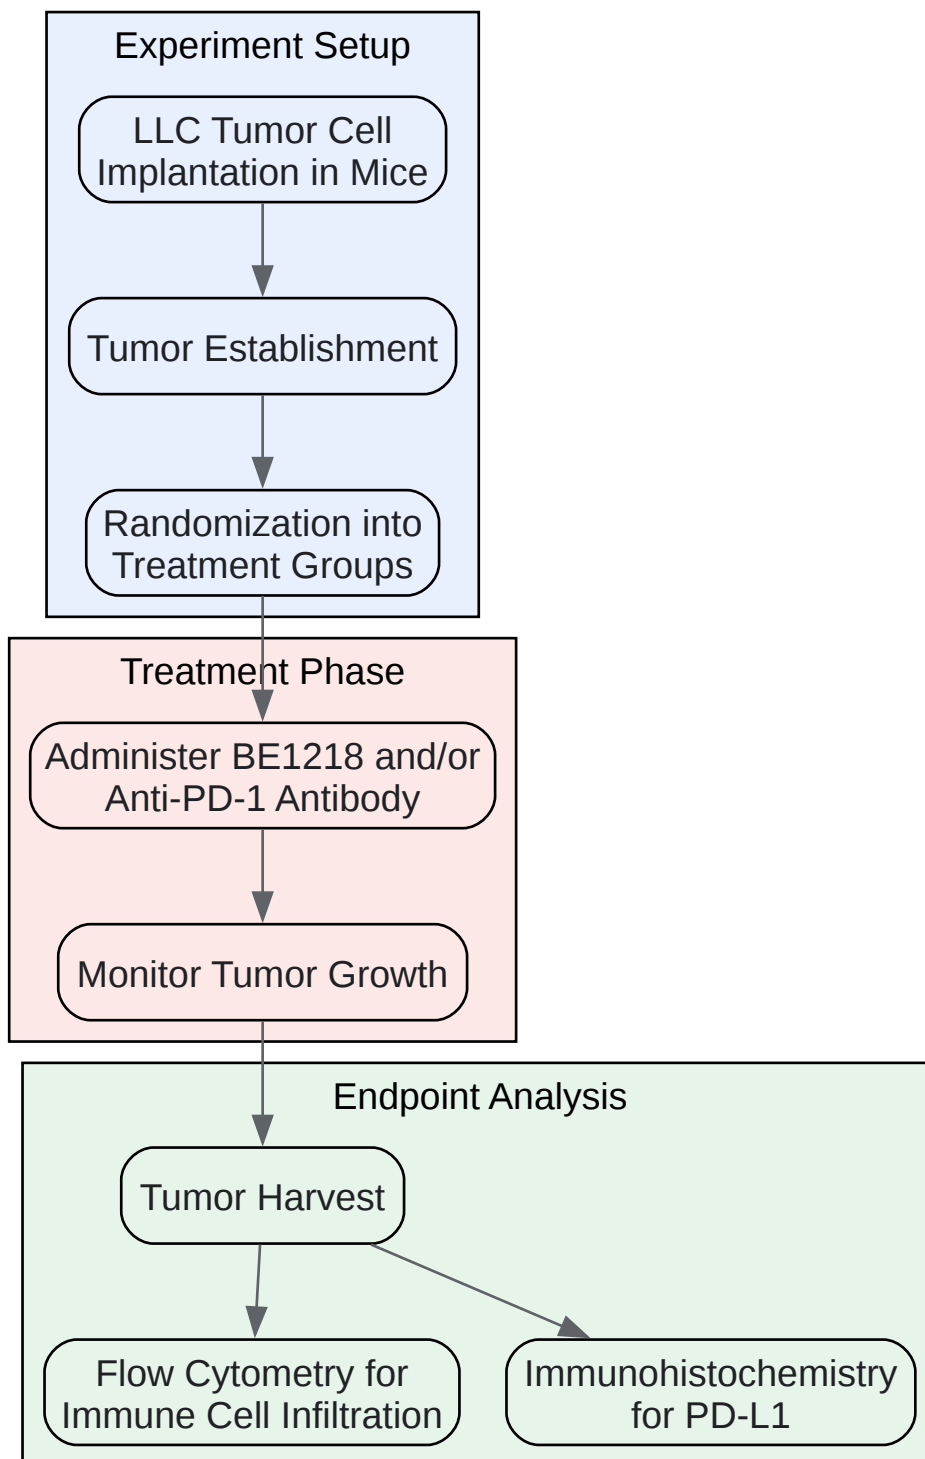 Experiment Setup
LLC Tumor Cell
Implantation in Mice
Tumor Establishment
Randomization into
Treatment Groups
Treatment Phase
Administer BE1218 and/or
Anti-PD-1 Antibody
Monitor Tumor Growth
Endpoint Analysis
Tumor Harvest
Flow Cytometry for
Immune Cell Infiltration
Immunohistochemistry
for PD-L1